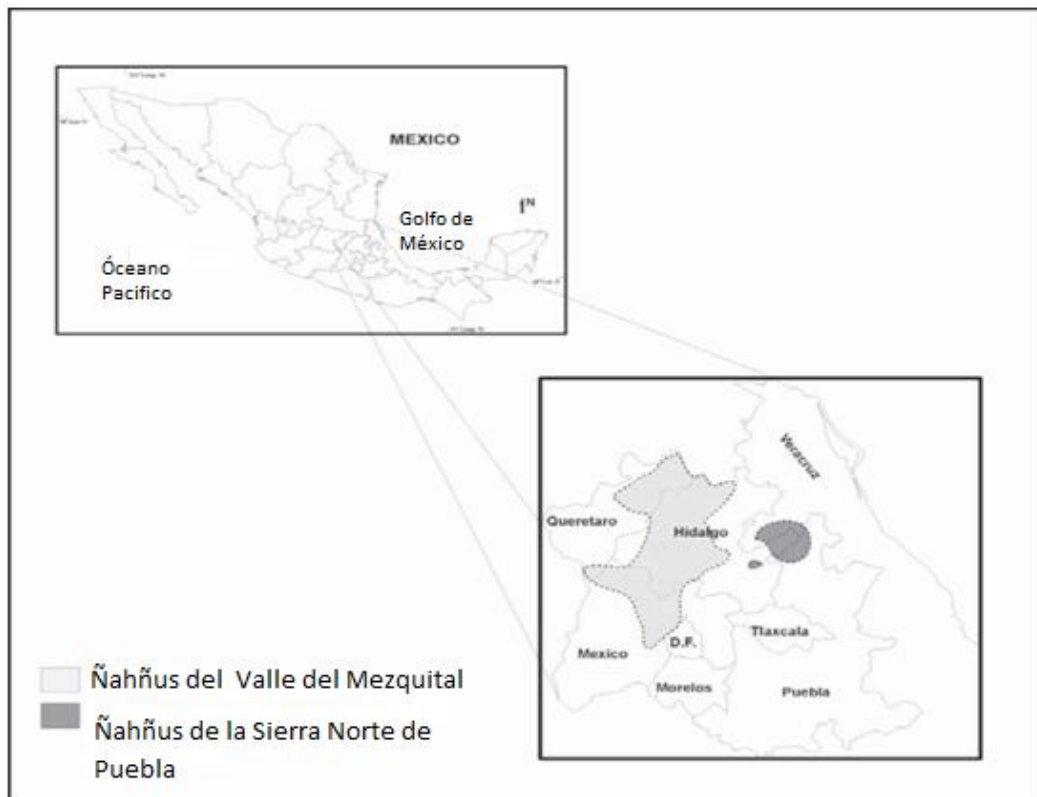 MEXICO
N
Golfo de
México
Óceano
Pacifico
Veracruz
Queretaro
Hidalgo
Tlaxcala
D.F.
Mexico
Morelos
Puebla
Ñahñus del Valle del Mezquital
Ñahñus de la Sierra Norte de
Puebla